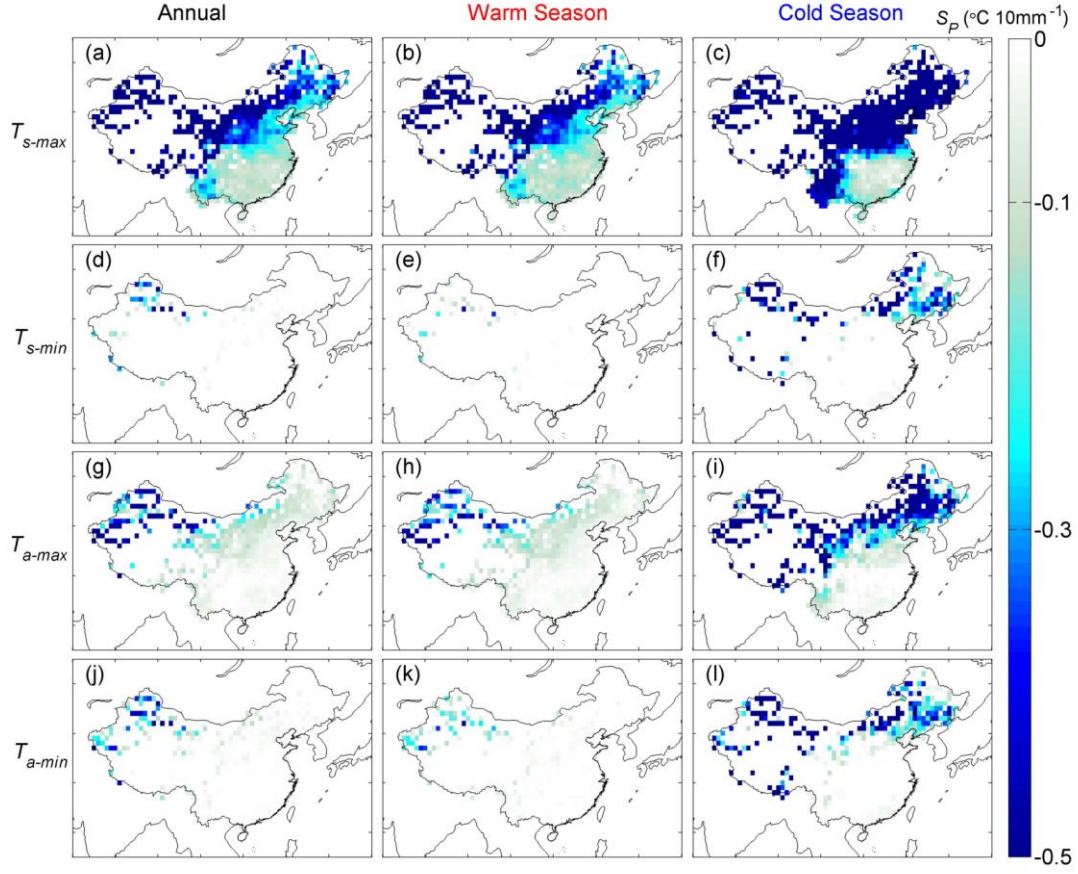 Annual Warm Season Cold Season S_P (°C 10mm⁻¹)
0
(a) (b) (c)
T_s-max
-0.1
(d) (e) (f)
T_s-min
(g) (h) (i)
T_a-max
-0.3
(j) (k) (l)
T_a-min
-0.5